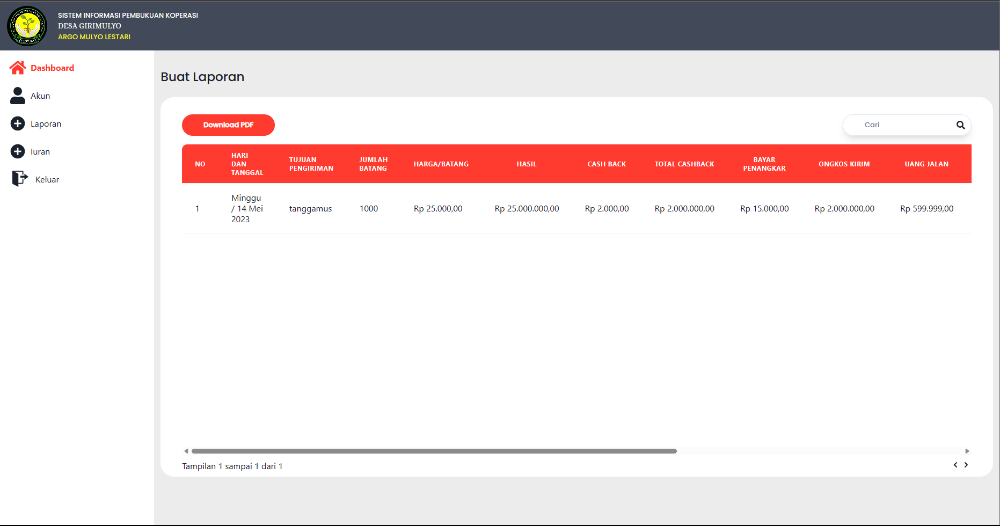 SISTEM INFORMASI PEMBUKUAN KOPERASI
DESA GIRIMULYO
ARGO MULYO LESTARI
Dashboard
Akun
Laporan
Iuran
Keluar
Buat Laporan
Download PDF
Cari
NO
HARI
DAN
TANGGAL
TUJUAN
PENGIRIMAN
JUMLAH
BATANG
HARGA/BATANG
HASIL
CASH BACK
TOTAL CASHBACK
BAYAR
PENANGKAR
ONGKOS KIRIM
UANG JALAN
1
Minggu
/ 14 Mei
2023
tanggamus
1000
Rp 25.000,00
Rp 25.000.000,00
Rp 2.000,00
Rp 2.000.000,00
Rp 15.000,00
Rp 2.000.000,00
Rp 599.999,00
Tampilan 1 sampai 1 dari 1